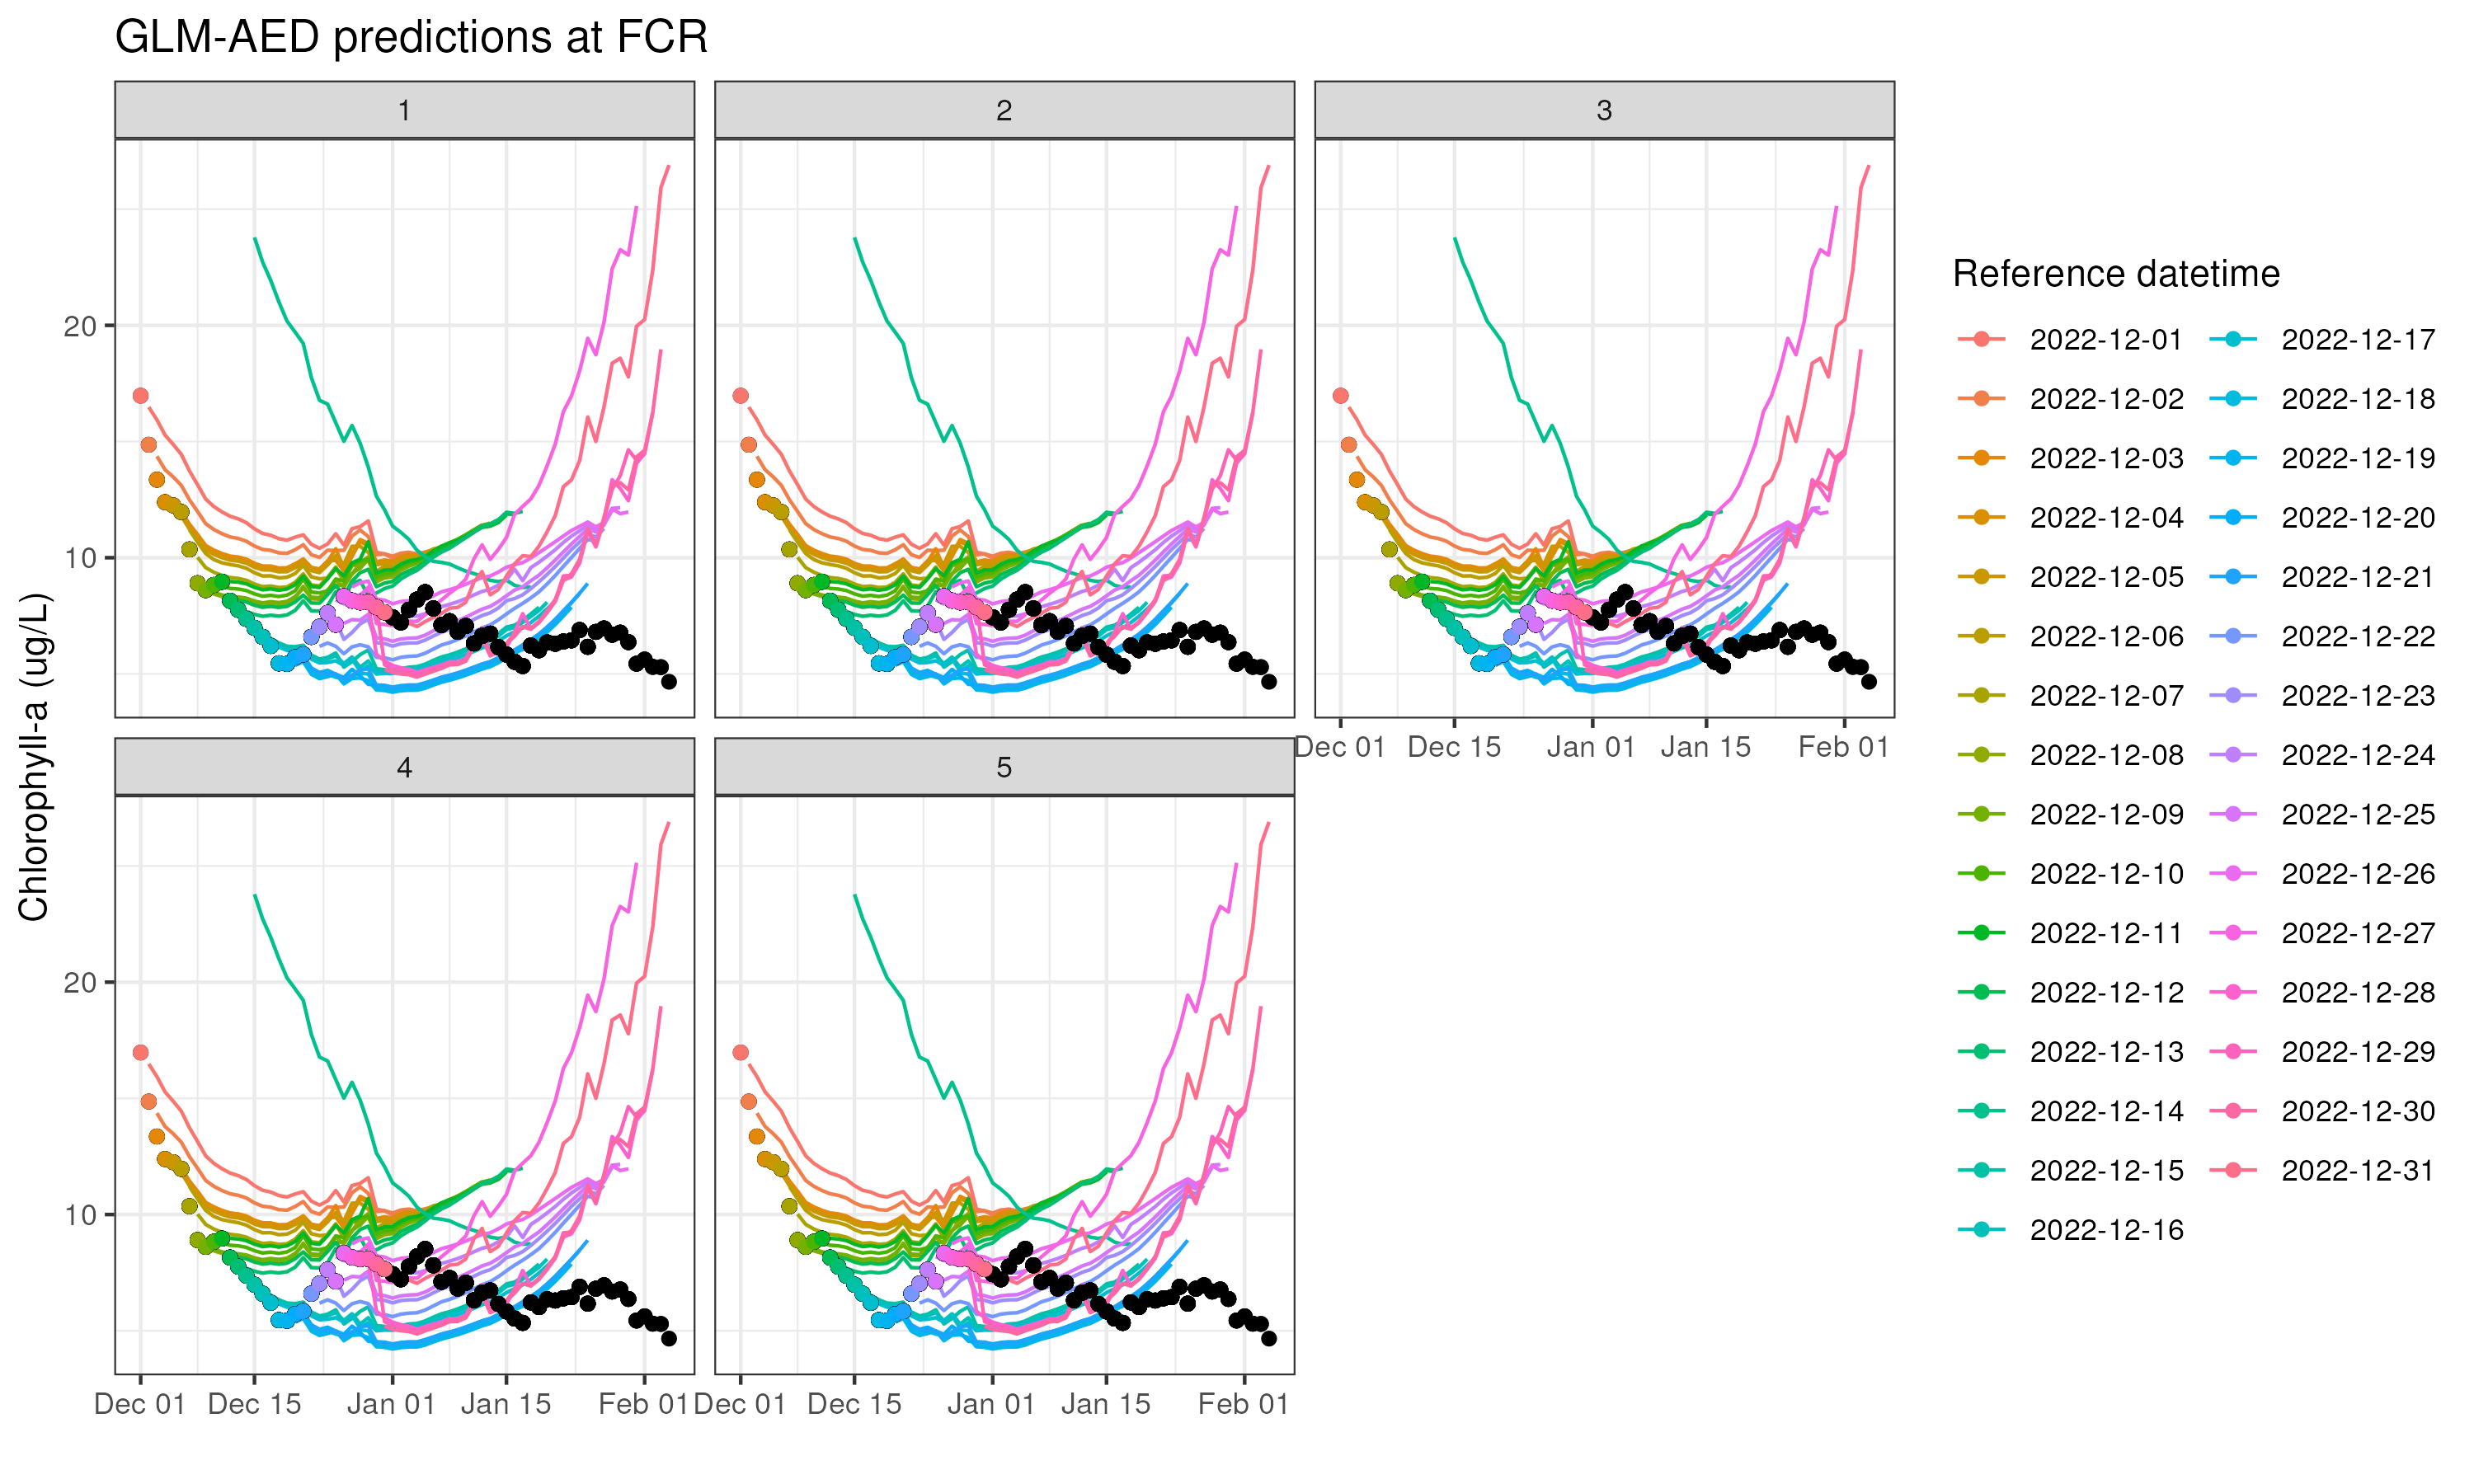 GLM-AED predictions at FCR
1
2
3
20
10
Chlorophyll-a (ug/L)
Dec 01
Dec 15
Jan 01
Jan 15
Feb 01
4
5
20
10
Dec 01
Dec 15
Jan 01
Jan 15
Feb 01
Dec 01
Dec 15
Jan 01
Jan 15
Feb 01
Reference datetime
2022-12-01
2022-12-02
2022-12-03
2022-12-04
2022-12-05
2022-12-06
2022-12-07
2022-12-08
2022-12-09
2022-12-10
2022-12-11
2022-12-12
2022-12-13
2022-12-14
2022-12-15
2022-12-16
2022-12-17
2022-12-18
2022-12-19
2022-12-20
2022-12-21
2022-12-22
2022-12-23
2022-12-24
2022-12-25
2022-12-26
2022-12-27
2022-12-28
2022-12-29
2022-12-30
2022-12-31